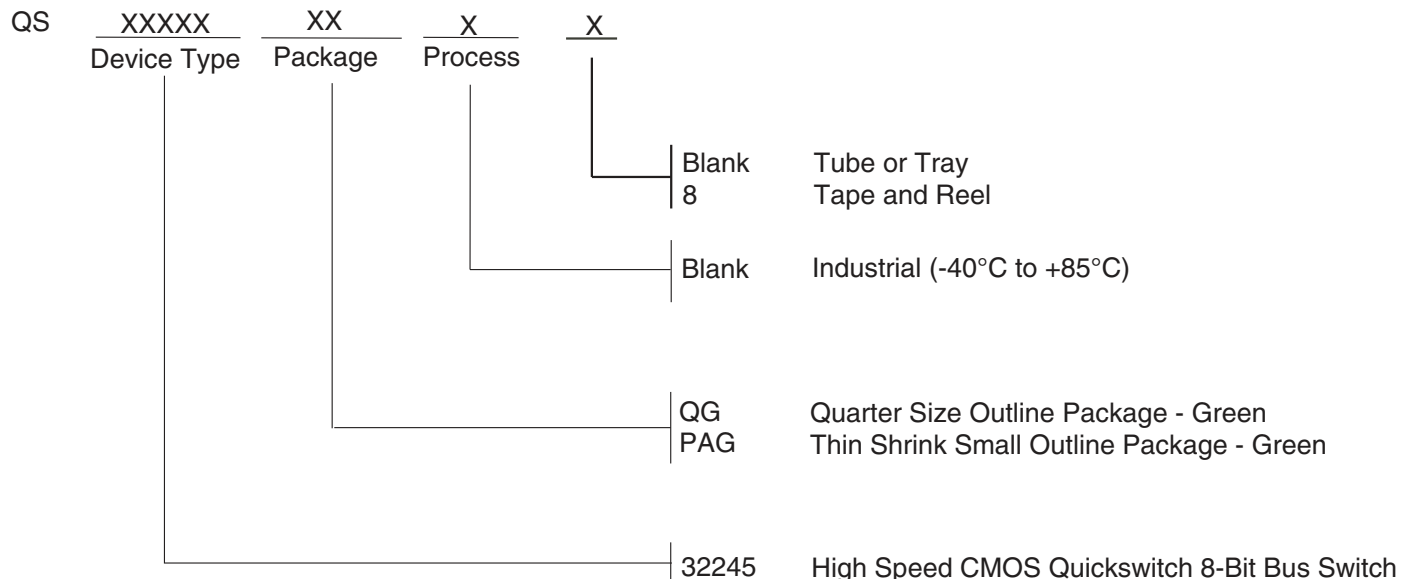 QS XXXXX XX X X
Device Type Package Process
Blank Tube or Tray
8 Tape and Reel
Blank Industrial (-40°C to +85°C)
QG Quarter Size Outline Package - Green
PAG Thin Shrink Small Outline Package - Green
32245 High Speed CMOS Quickswitch 8-Bit Bus Switch